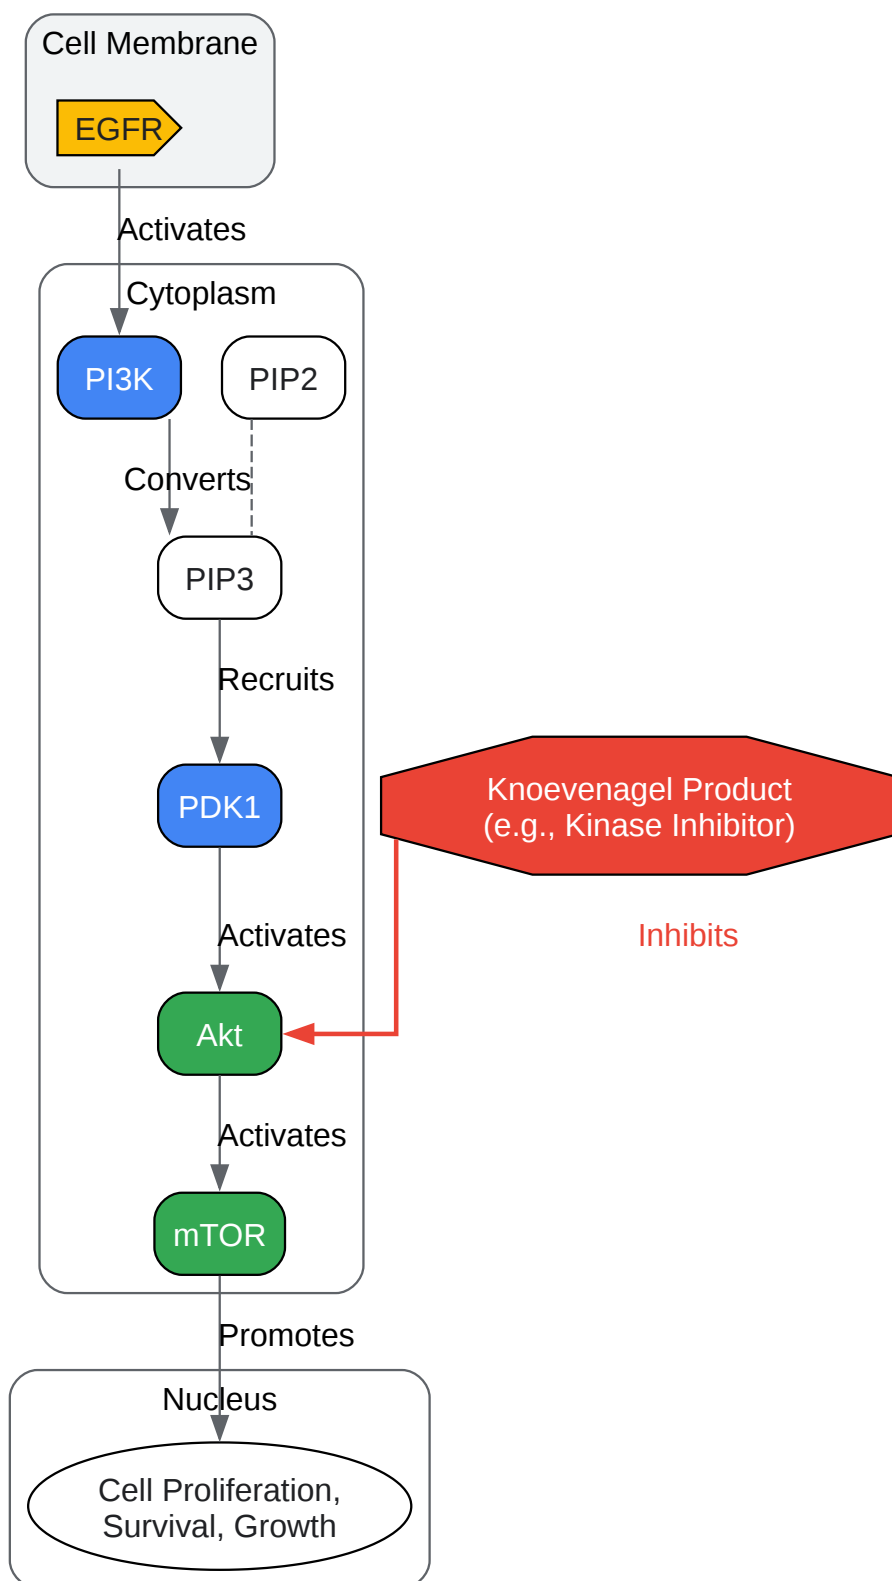 Cell Membrane
EGFR
Activates
Cytoplasm
PI3K
PIP2
Converts
PIP3
Recruits
PDK1
Knoevenagel Product
(e.g., Kinase Inhibitor)
Activates
Inhibits
Akt
Activates
mTOR
Promotes
Nucleus
Cell Proliferation,
Survival, Growth